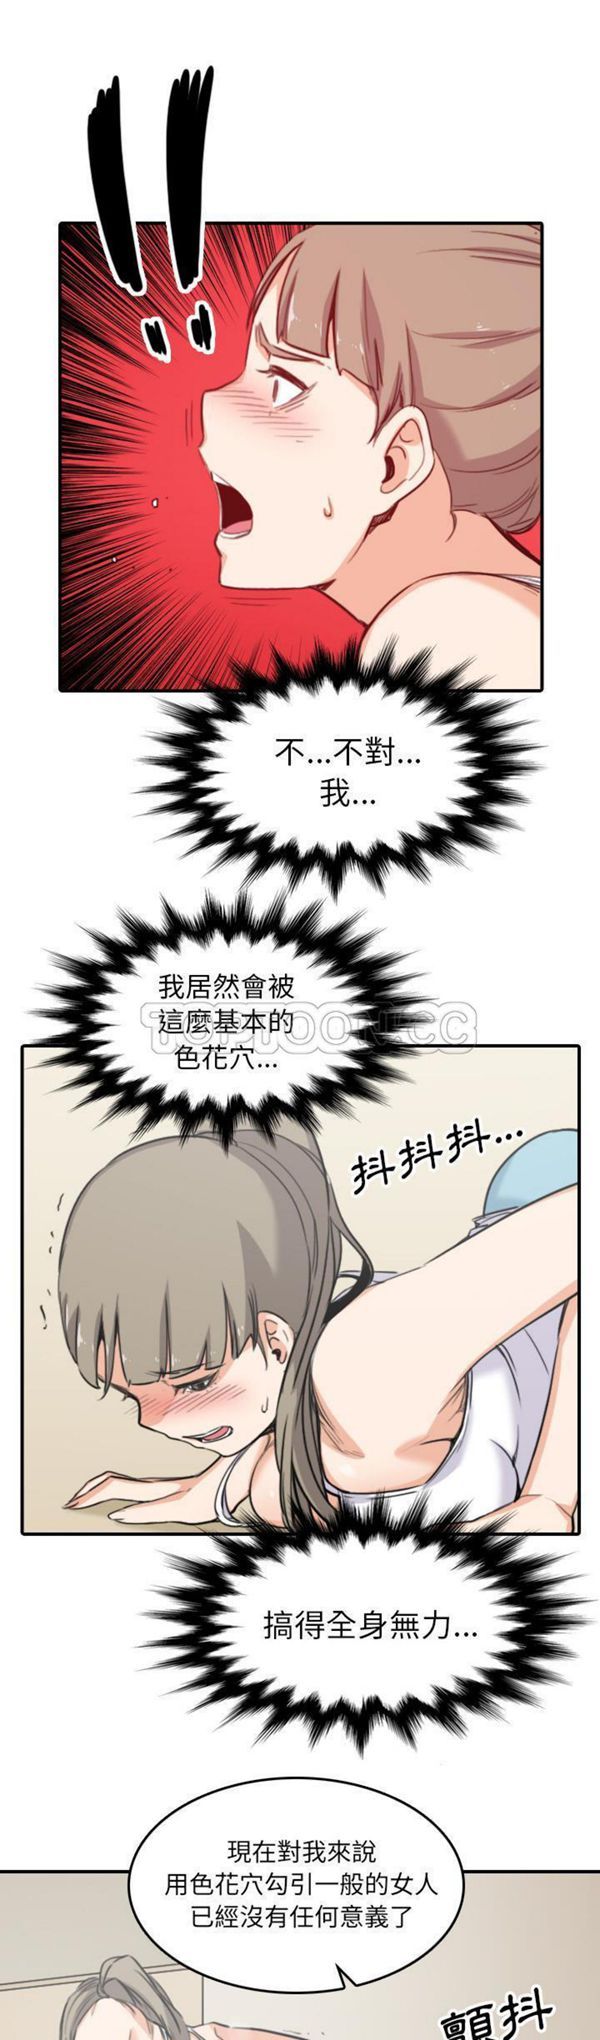 不...不對...
我...
我居然會被
這麼基本的
色花穴...
TOPTOON.CC
抖抖抖...
搞得全身無力...
現在對我來說
用色花穴勾引一般的女人
已經沒有任何意義了
顫抖